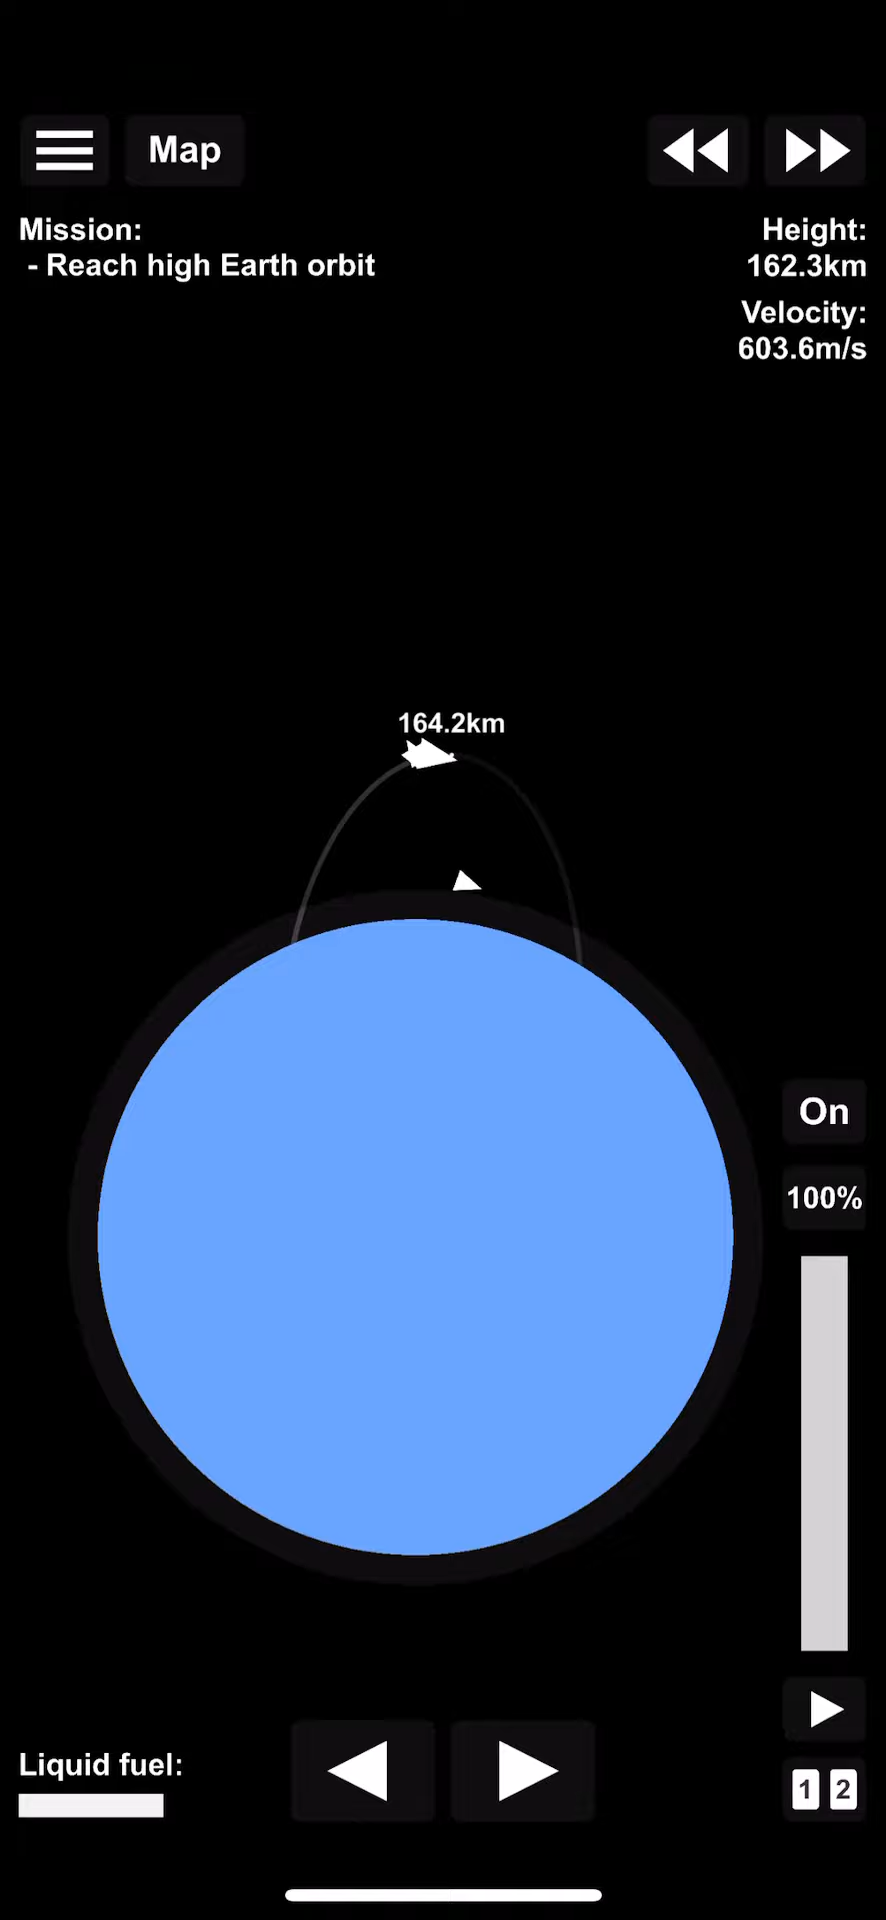 Map
Mission:
- Reach high Earth orbit
Height:
162.3km
Velocity:
603.6m/s
164.2km
On
100%
Liquid fuel:
1 2